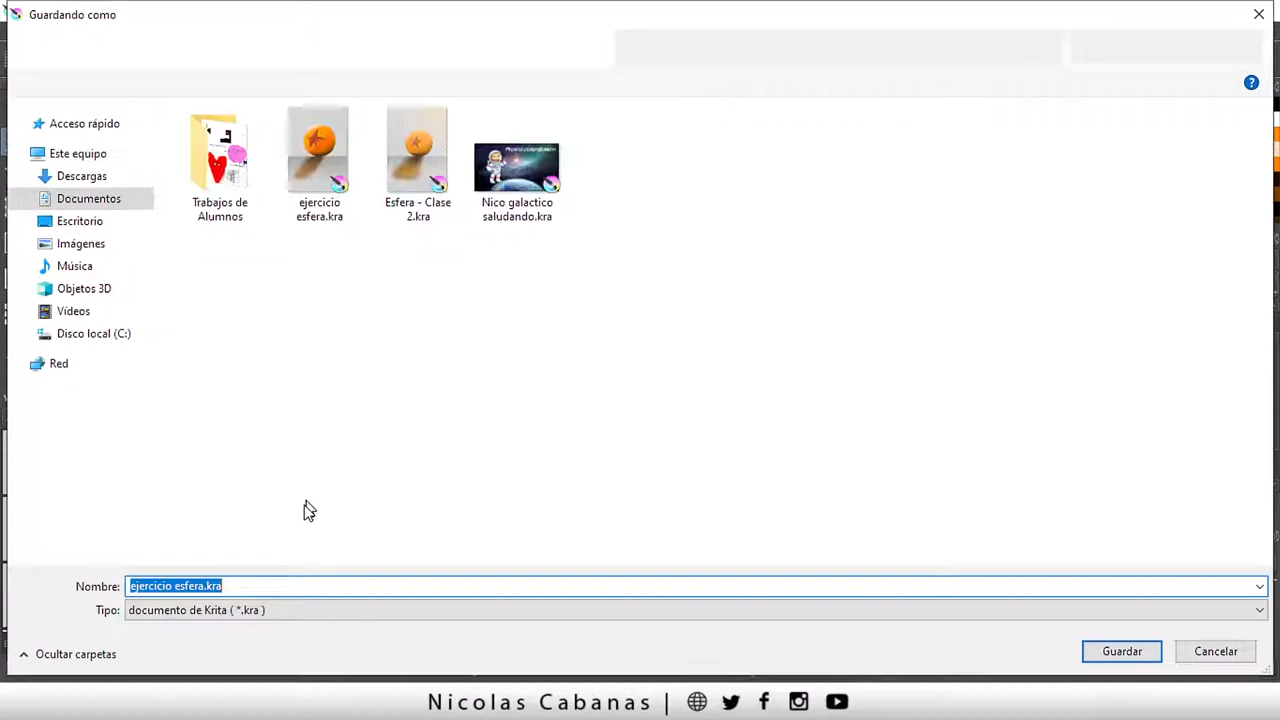 Guardando como
Acceso rápido
Este equipo
Descargas
Documentos
Escritorio
Imágenes
Música
Objetos 3D
Vídeos
Disco local (C:)
Red
Trabajos de
Alumnos
ejercicio
esfera.kra
Esfera - Clase
2.kra
Nico galactico
saludando.kra
Nombre: ejercicio esfera.kra
Tipo: documento de Krita ( *.kra )
Ocultar carpetas
Guardar
Cancelar
Nicolas Cabanas |